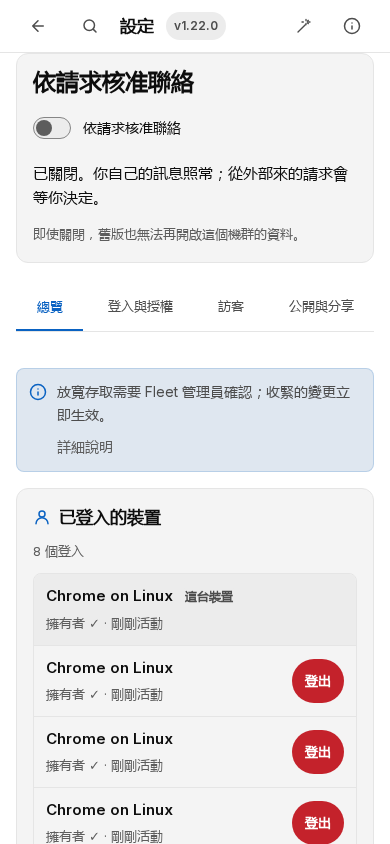 設定 v1.22.0
依請求核准聯絡
依請求核准聯絡
已關閉。你自己的訊息照常；從外部來的請求會
等你決定。
即使關閉，舊版也無法再開啟這個機群的資料。
總覽 登入與授權 訪客 公開與分享
放寬存取需要 Fleet 管理員確認；收緊的變更立
即生效。
詳細說明
已登入的裝置
8 個登入
Chrome on Linux 這台裝置
擁有者 ✓ · 剛剛活動
Chrome on Linux
擁有者 ✓ · 剛剛活動
登出
Chrome on Linux
擁有者 ✓ · 剛剛活動
登出
Chrome on Linux
擁有者 ✓ · 剛剛活動
登出